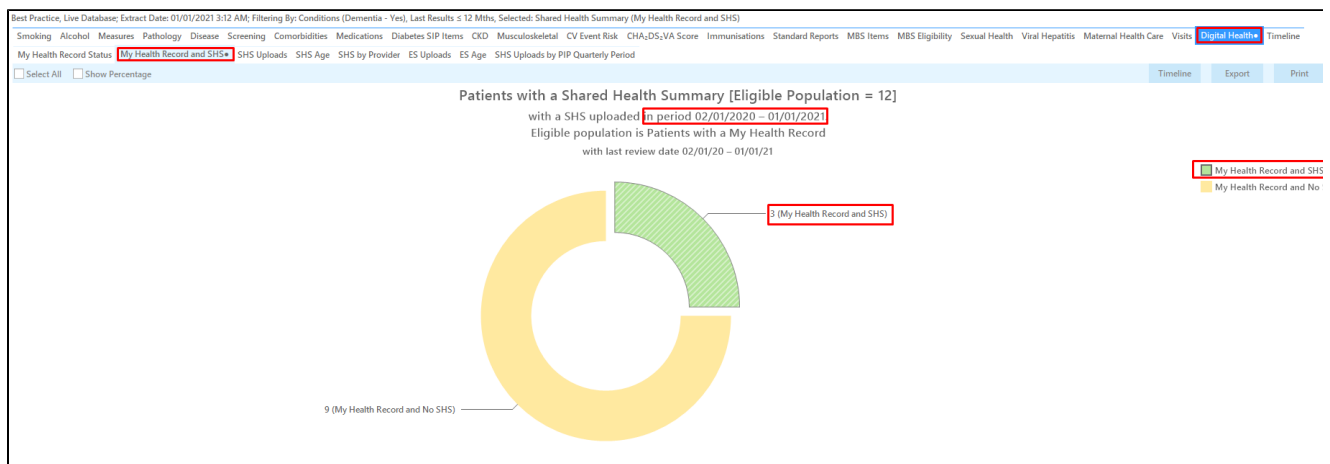 Best Practice, Live Database; Extract Date: 01/01/2021 3:12 AM; Filtering By: Conditions (Dementia - Yes), Last Results ≤ 12 Mths, Selected: Shared Health Summary (My Health Record and SHS)
Smoking Alcohol Measures Pathology Disease Screening Comorbidities Medications Diabetes SIP Items CKD Musculoskeletal CV Event Risk CHA₂DS₂VA Score Immunisations Standard Reports MBS Items MBS Eligibility Sexual Health Viral Hepatitis Maternal Health Care Visits Digital Health• Timeline
My Health Record Status My Health Record and SHS• SHS Uploads SHS Age SHS by Provider ES Uploads ES Age SHS Uploads by PIP Quarterly Period
Select All Show Percentage Timeline Export Print
Patients with a Shared Health Summary [Eligible Population = 12]
with a SHS uploaded in period 02/01/2020 – 01/01/2021
Eligible population is Patients with a My Health Record
with last review date 02/01/20 – 01/01/21
My Health Record and SHS
My Health Record and No
3 (My Health Record and SHS)
9 (My Health Record and No SHS)